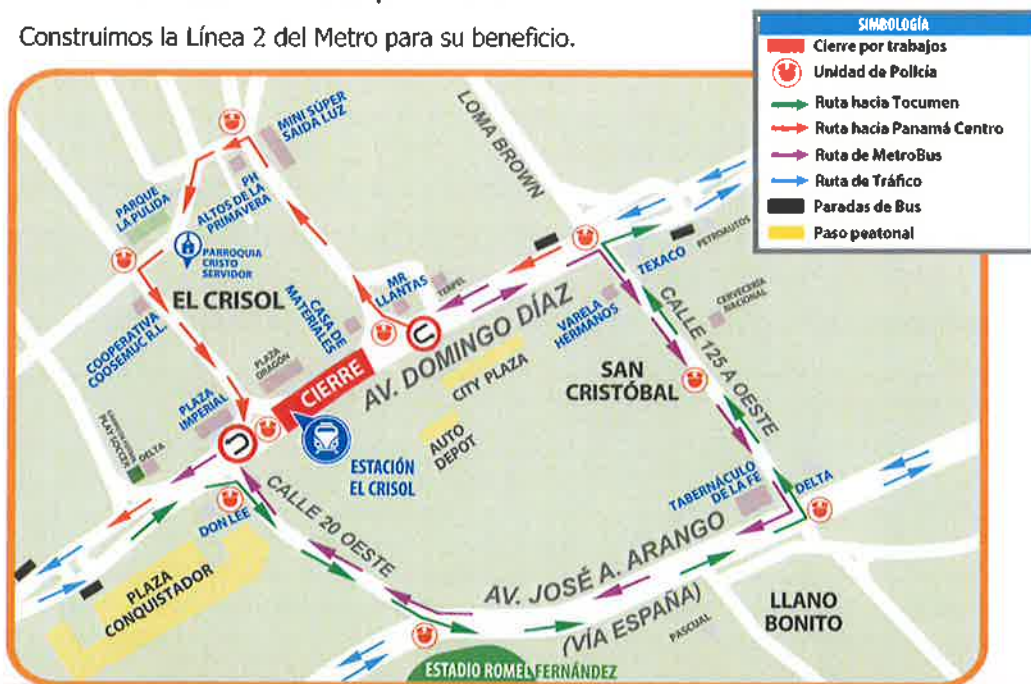 Construimos la Línea 2 del Metro para su beneficio.
SIMBOLOGÍA
Cierre por trabajos
Unidad de Policía
Ruta hacia Tocumen
Ruta hacia Panamá Centro
Ruta de MetroBus
Ruta de Tráfico
Paradas de Bus
Paso peatonal
MINI SÚPER
SAIDA LUZ
LOMA BROWN
PH
ALTOS DE LA
PRIMAVERA
PARQUE
LA PULIDA
PARROQUIA
CRISTO
SERVIDOR
EL CRISOL
COOPERATIVA
COOSEMUC R.L.
CASA DE
MATERIALES
MR.
LLANTAS
TERPEL
PETROAUTOS
TEXACO
CERVECERÍA
NACIONAL
VARELA
HERMANOS
CALLE 125 A OESTE
AV. DOMINGO DÍAZ
PLAZA
DRAGÓN
CIERRE
CITY PLAZA
SAN
CRISTÓBAL
PLAZA
IMPERIAL
AUTO
DEPOT
PLAY SOCCER
DELTA
ESTACIÓN
EL CRISOL
TABERNÁCULO
DE LA FE
DELTA
DON LEE
CALLE 20 OESTE
AV. JOSÉ A. ARANGO
(VÍA ESPAÑA)
PLAZA
CONQUISTADOR
PASCUAL
LLANO
BONITO
ESTADIO ROMEL FERNÁNDEZ